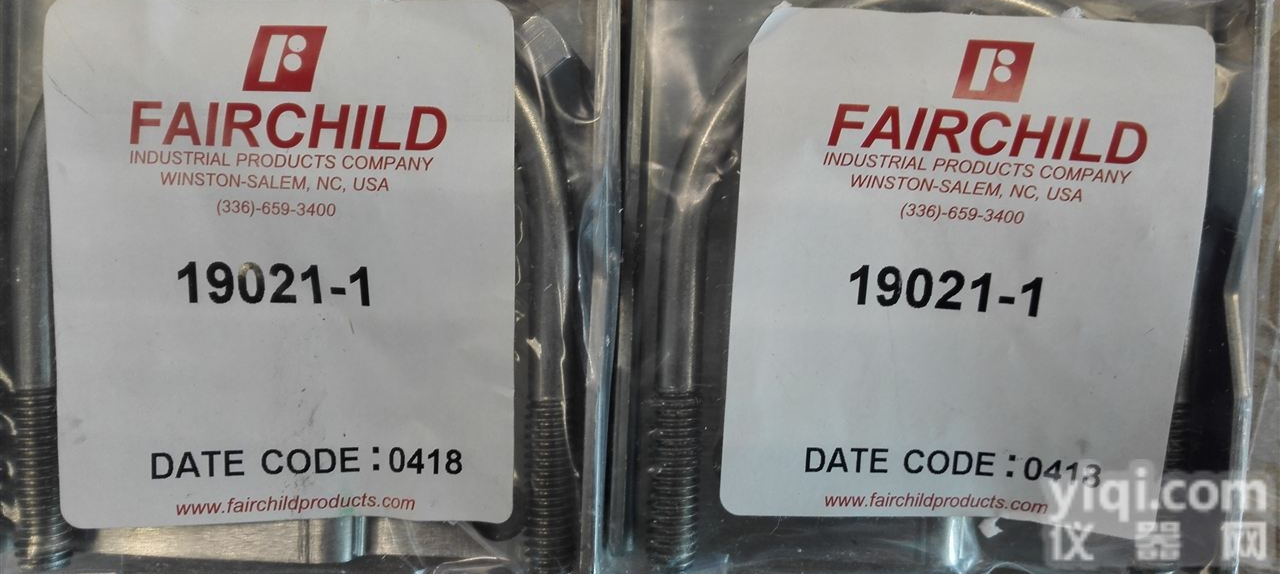 FAIRCHILD
INDUSTRIAL PRODUCTS COMPANY
WINSTON-SALEM, NC, USA
(336)-659-3400
19021-1
DATE CODE : 0418
www.fairchildproducts.com
FAIRCHILD
INDUSTRIAL PRODUCTS COMPANY
WINSTON-SALEM, NC, USA
(336)-659-3400
19021-1
DATE CODE : 0418
www.fairchildproducts.com
yiqi.com
仪器网